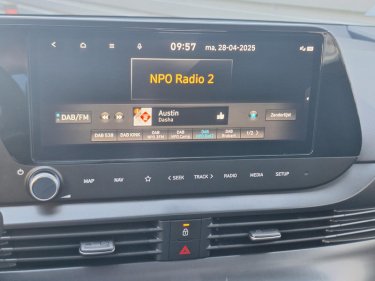 09:57 ma, 28-04-2025
NPO Radio 2
DAB/FM
Austin
Dasha
Zenderlijst
DAB 538 DAB KINK DAB DAB DAB DAB
1/3
MAP NAV SEEK TRACK RADIO MEDIA SETUP